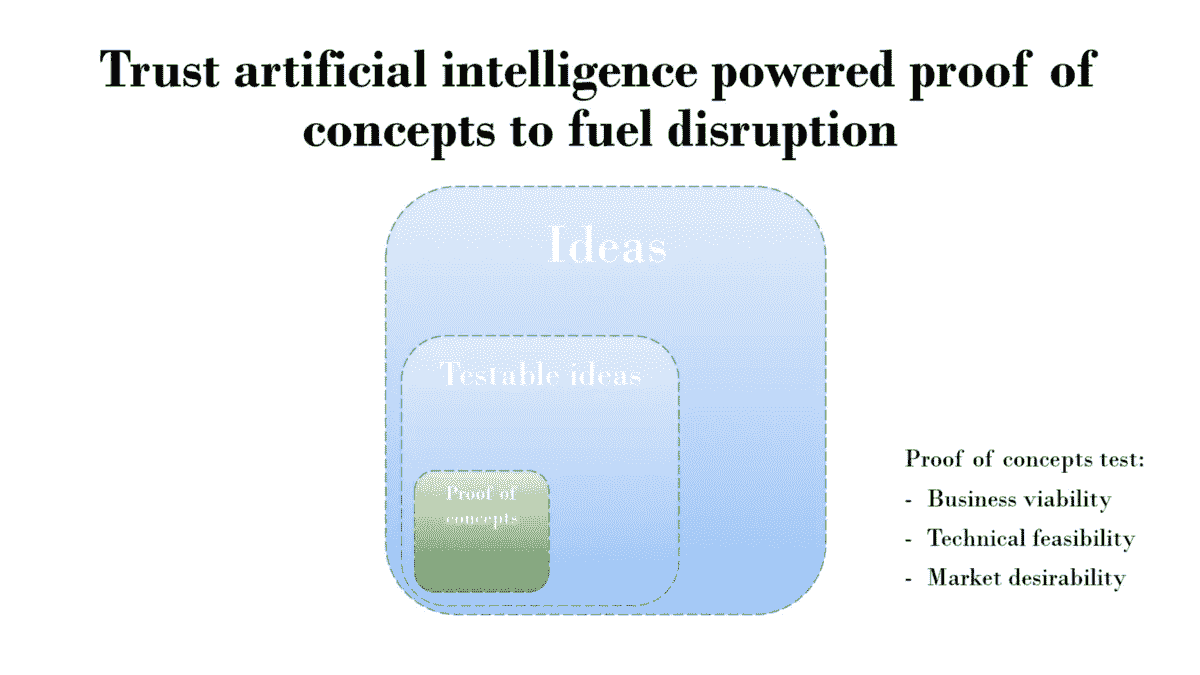 Trust artificial intelligence powered proof of
concepts to fuel disruption
Ideas
Testable ideas
Proof of
concepts
Proof of concepts test:
- Business viability
- Technical feasibility
- Market desirability